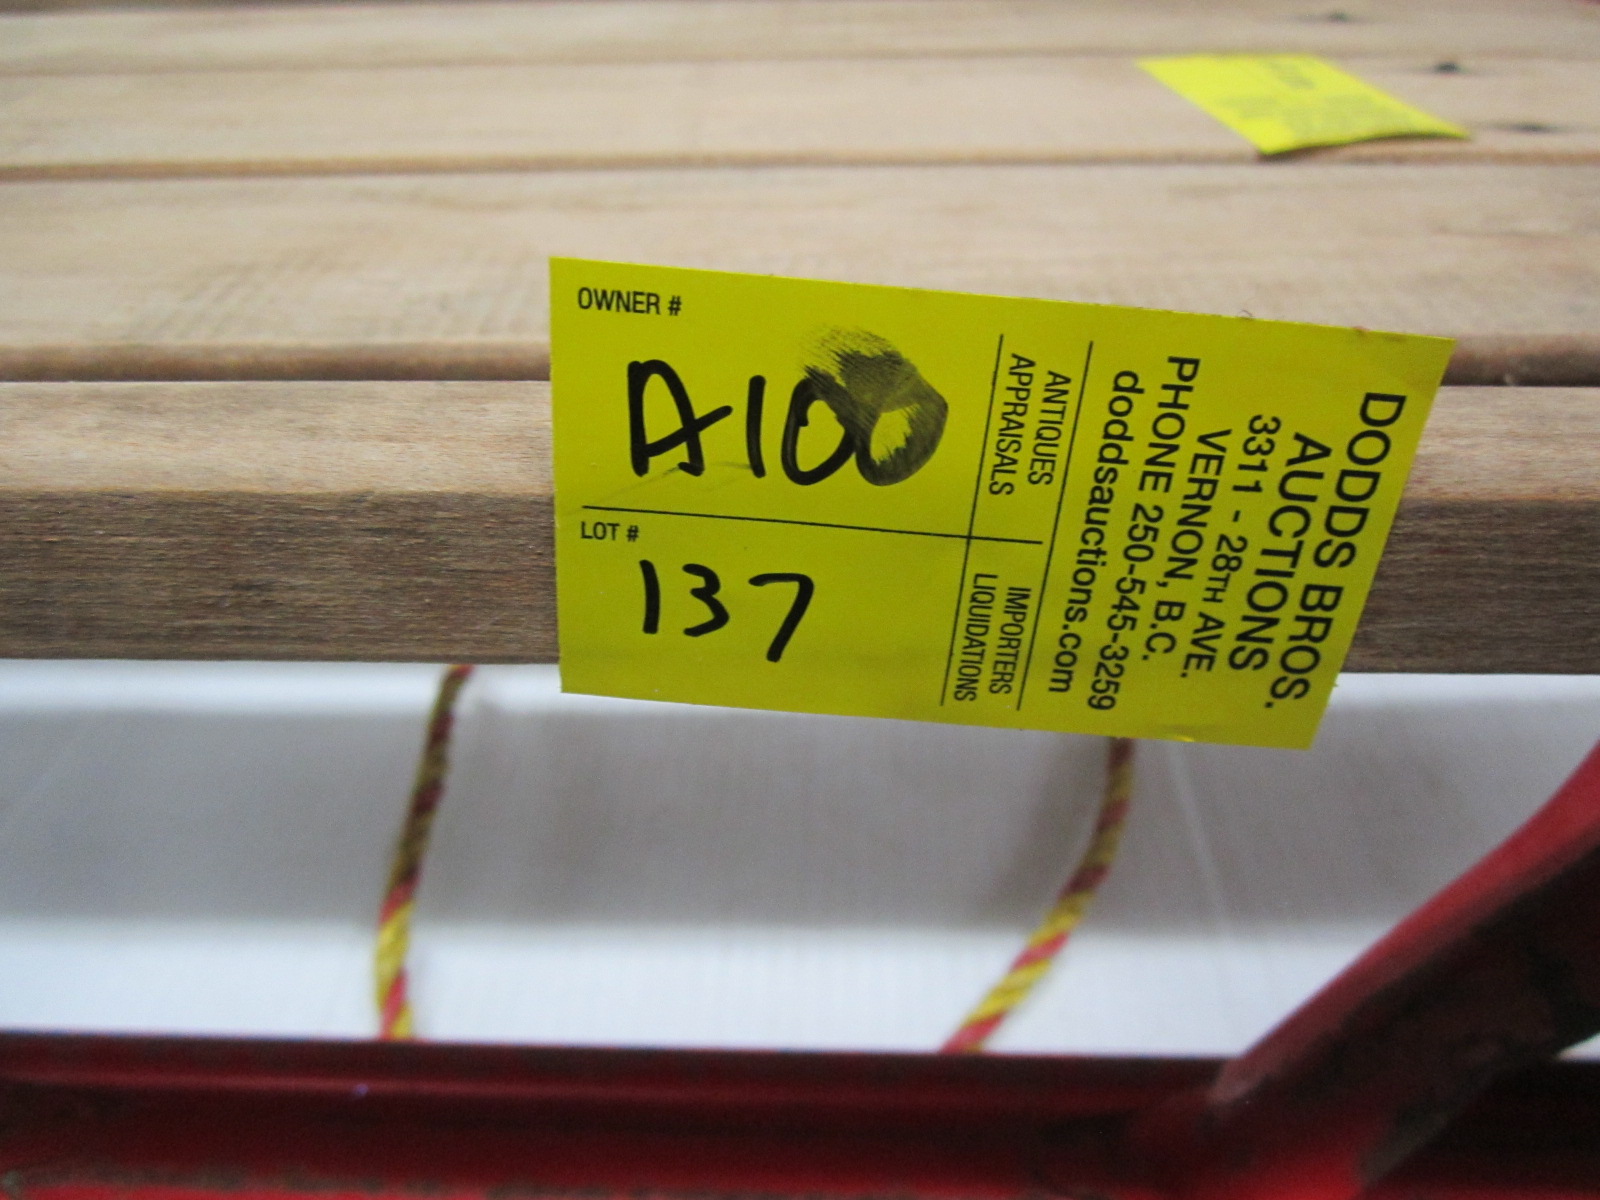 OWNER #
A100
LOT #
137
ANTIQUES
APPRAISALS
IMPORTERS
LIQUIDATIONS
DODDS BROS.
AUCTIONS
3311 - 28TH AVE.
VERNON, B.C.
PHONE 250-545-3259
doddsauctions.com